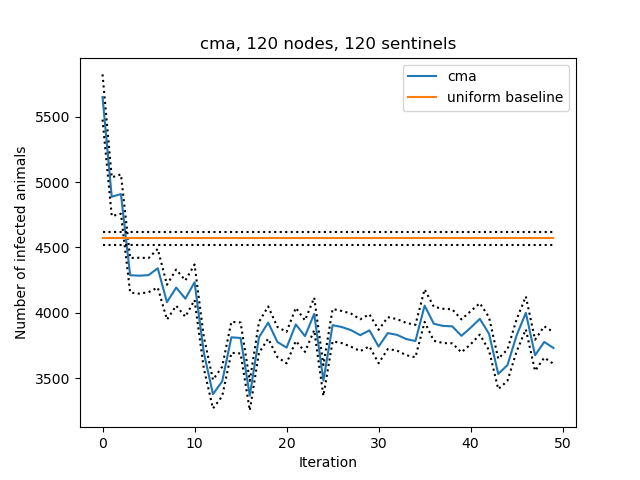 cma, 120 nodes, 120 sentinels
cma
uniform baseline
Number of infected animals
5500
5000
4500
4000
3500
0 10 20 30 40 50
Iteration